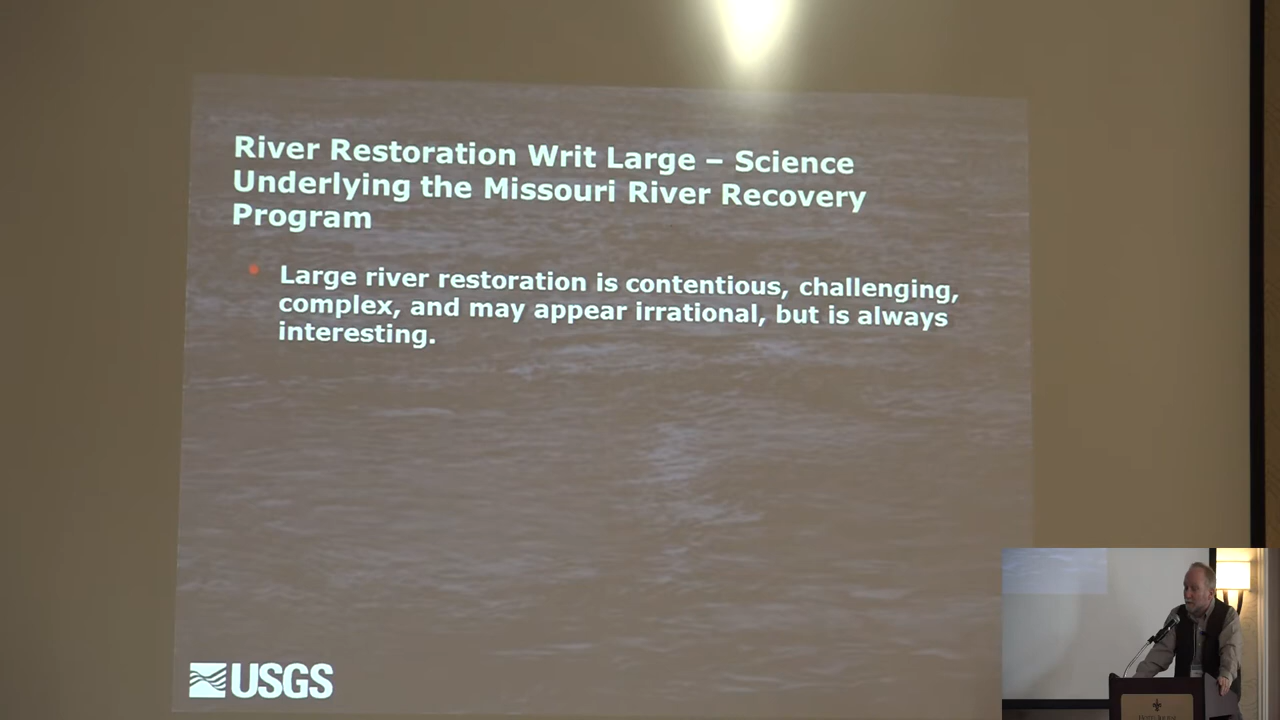 River Restoration Writ Large – Science
Underlying the Missouri River Recovery
Program
Large river restoration is contentious, challenging,
complex, and may appear irrational, but is always
interesting.
USGS